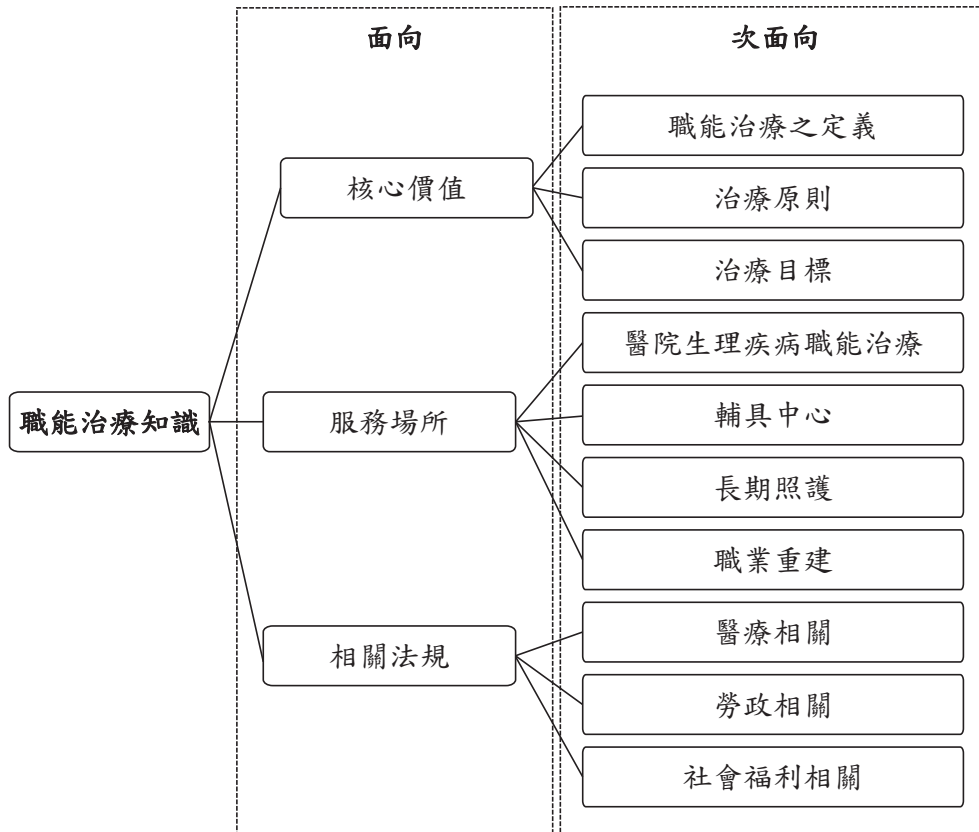 面向
次面向
職能治療知識
核心價值
職能治療之定義
治療原則
治療目標
服務場所
醫院生理疾病職能治療
輔具中心
長期照護
職業重建
相關法規
醫療相關
勞政相關
社會福利相關